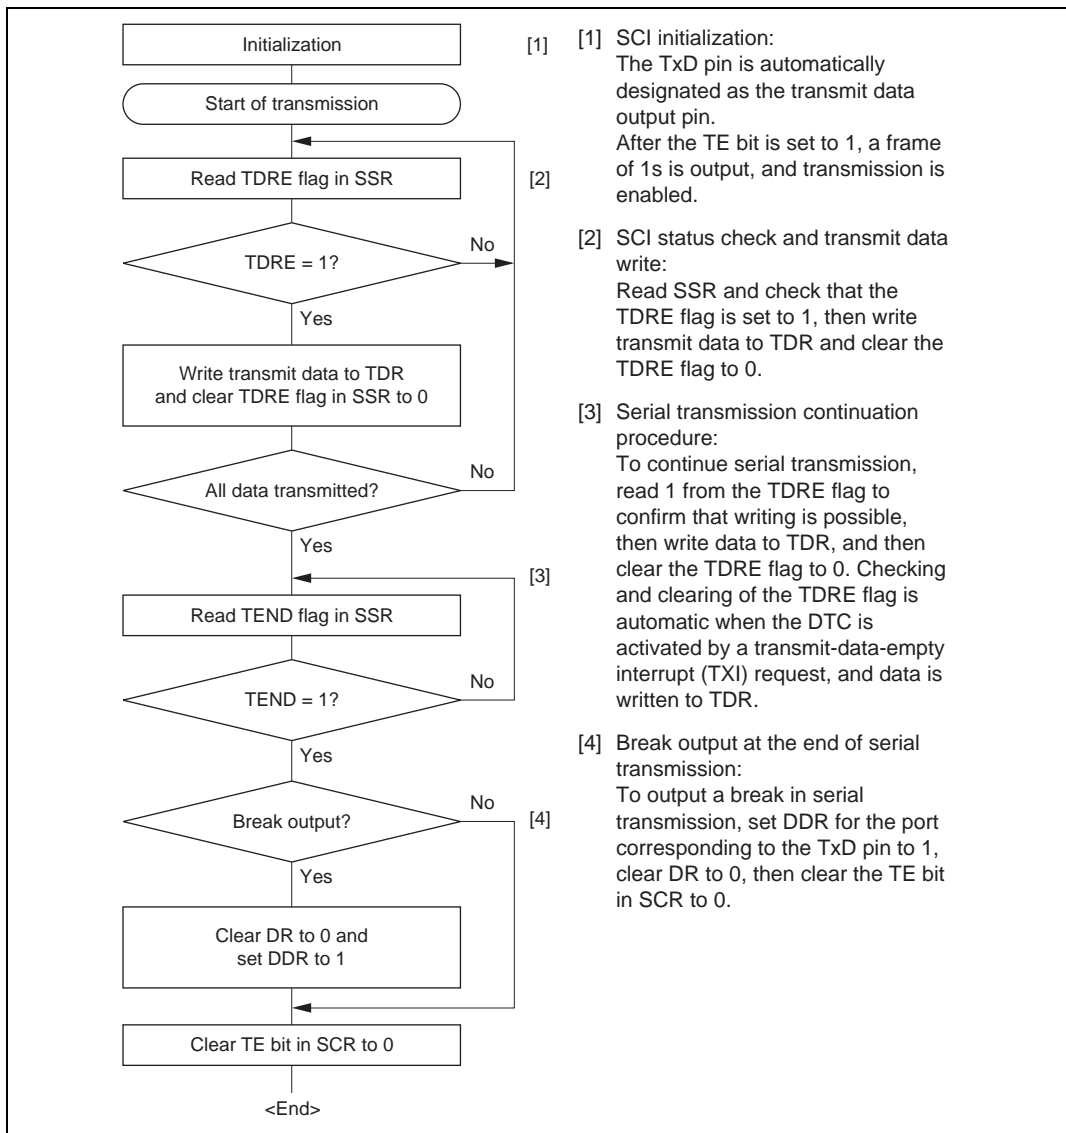 Initialization
[1]
Start of transmission
Read TDRE flag in SSR
[2]
No
TDRE = 1?
Yes
Write transmit data to TDR
and clear TDRE flag in SSR to 0
No
All data transmitted?
Yes
[3]
Read TEND flag in SSR
No
TEND = 1?
Yes
No
Break output?
[4]
Yes
Clear DR to 0 and
set DDR to 1
Clear TE bit in SCR to 0
<End>
[1] SCI initialization:
The TxD pin is automatically
designated as the transmit data
output pin.
After the TE bit is set to 1, a frame
of 1s is output, and transmission is
enabled.
[2] SCI status check and transmit data
write:
Read SSR and check that the
TDRE flag is set to 1, then write
transmit data to TDR and clear the
TDRE flag to 0.
[3] Serial transmission continuation
procedure:
To continue serial transmission,
read 1 from the TDRE flag to
confirm that writing is possible,
then write data to TDR, and then
clear the TDRE flag to 0. Checking
and clearing of the TDRE flag is
automatic when the DTC is
activated by a transmit-data-empty
interrupt (TXI) request, and data is
written to TDR.
[4] Break output at the end of serial
transmission:
To output a break in serial
transmission, set DDR for the port
corresponding to the TxD pin to 1,
clear DR to 0, then clear the TE bit
in SCR to 0.